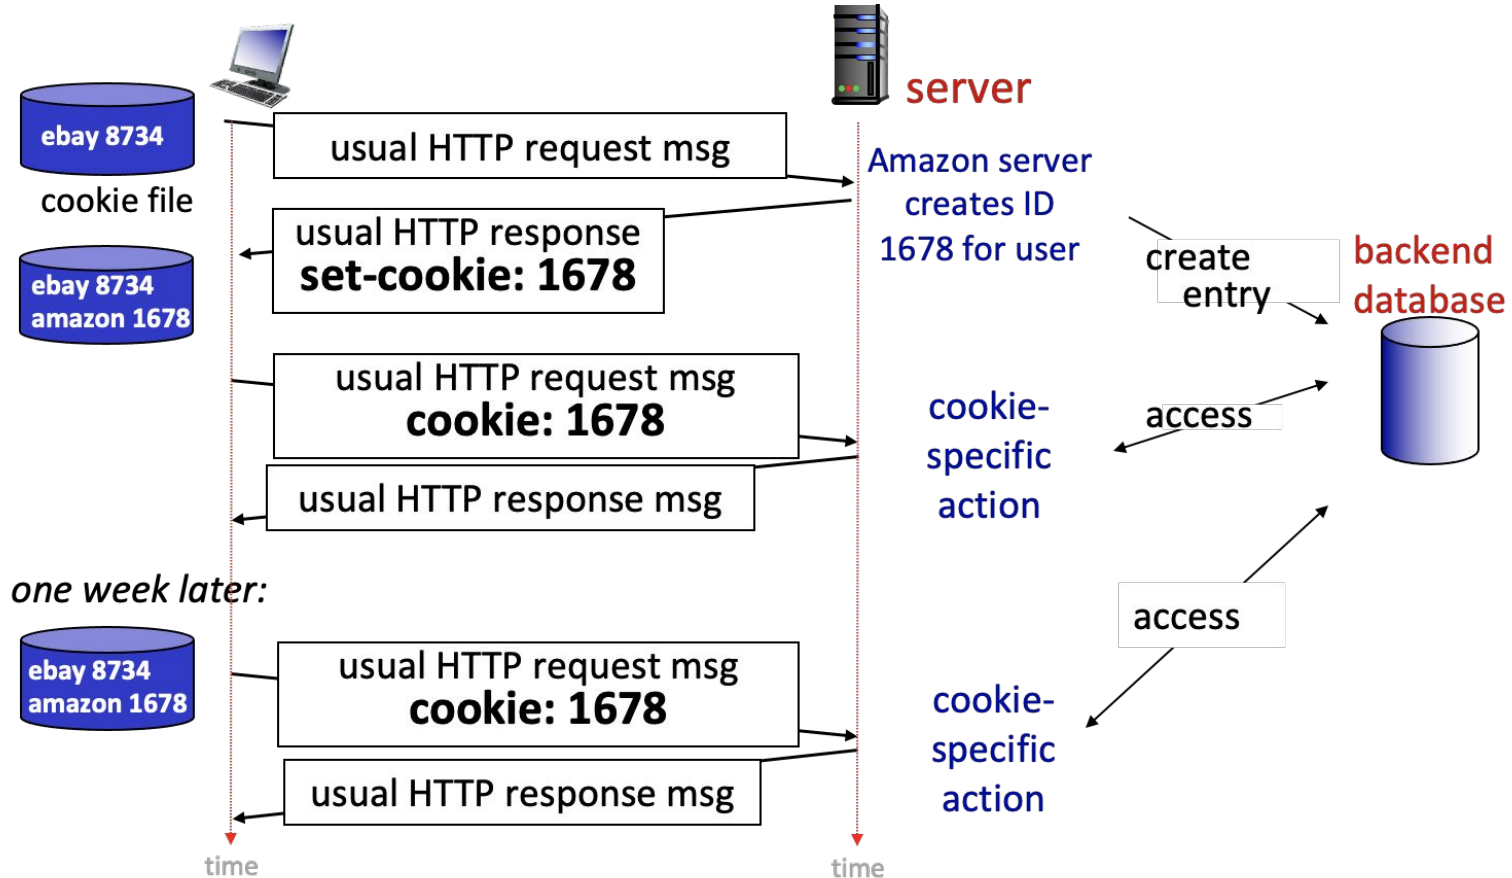 server
ebay 8734
cookie file
usual HTTP request msg
Amazon server
creates ID
1678 for user
usual HTTP response
set-cookie: 1678
create
entry
backend
database
ebay 8734
amazon 1678
usual HTTP request msg
cookie: 1678
cookie-
specific
action
access
usual HTTP response msg
one week later:
ebay 8734
amazon 1678
usual HTTP request msg
cookie: 1678
cookie-
specific
action
access
usual HTTP response msg
time
time